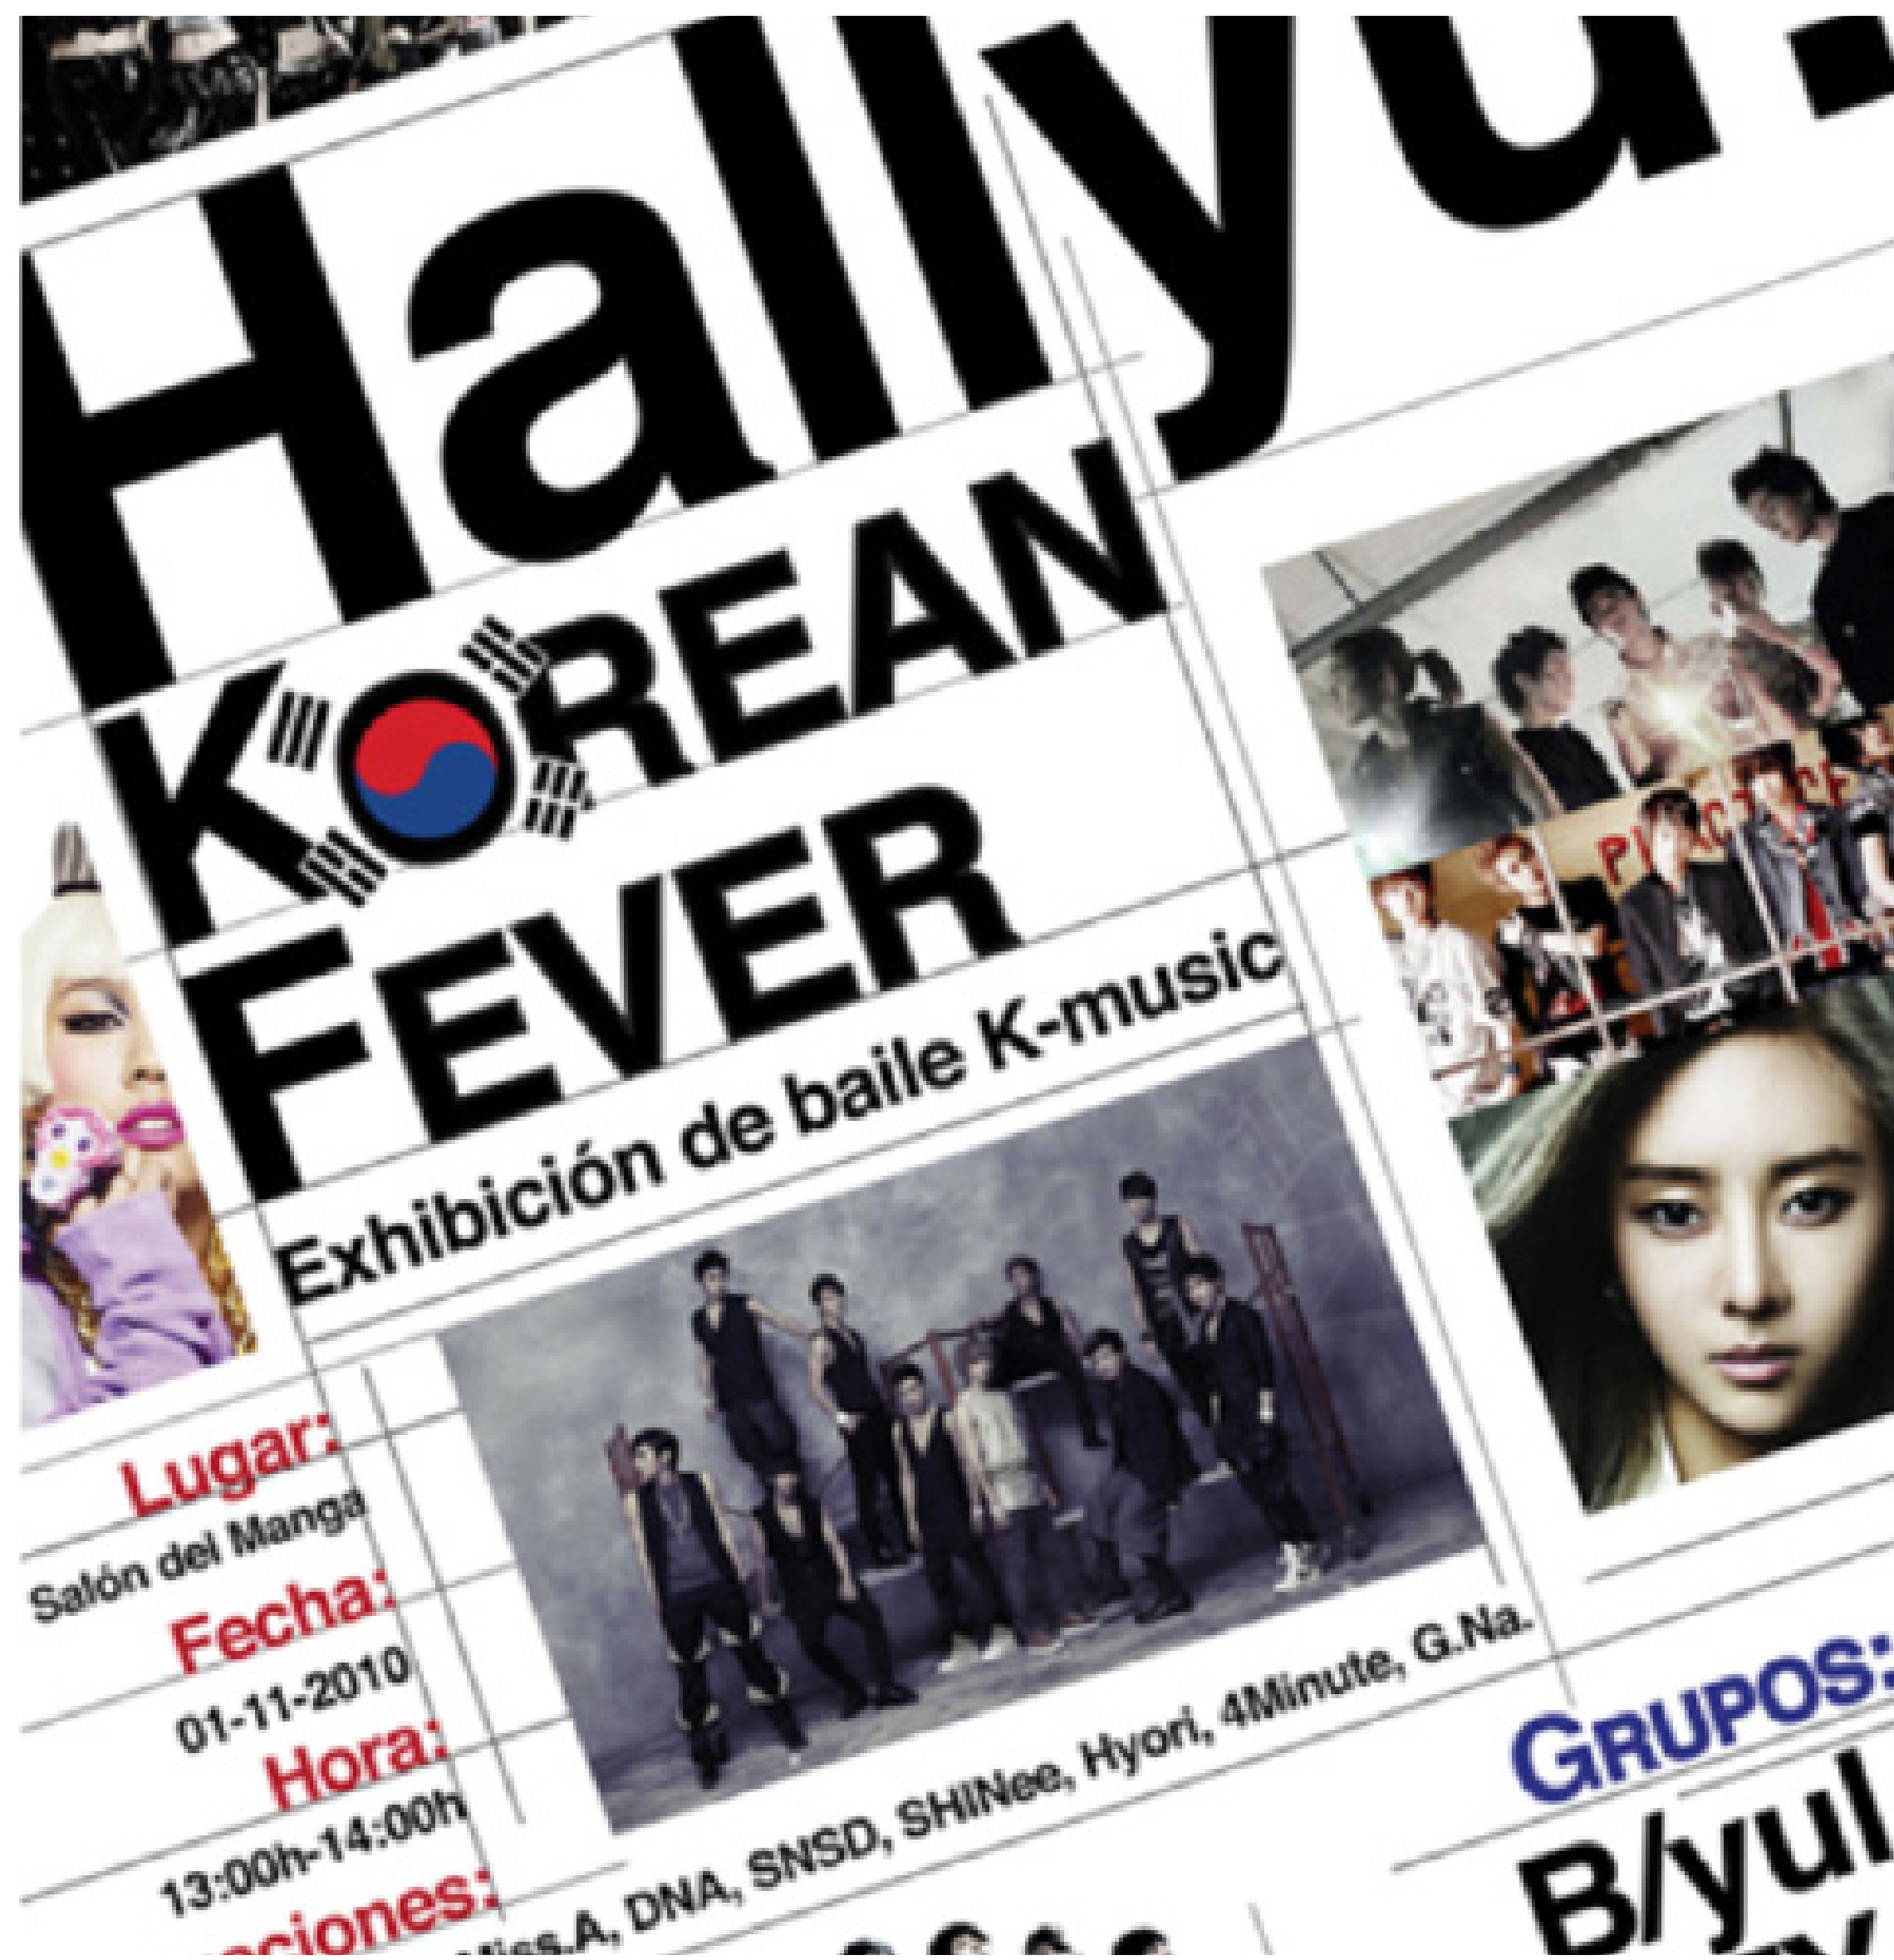 Hallyu
KOREAN
FEVER
Exhibición de baile K-music
Lugar:
Salón del Manga
Fecha:
01-11-2010
Hora:
13:00h-14:00h
Miss.A, DNA, SNSD, SHINee, Hyori, 4Minute, G.Na.
GRUPOS:
B/yul